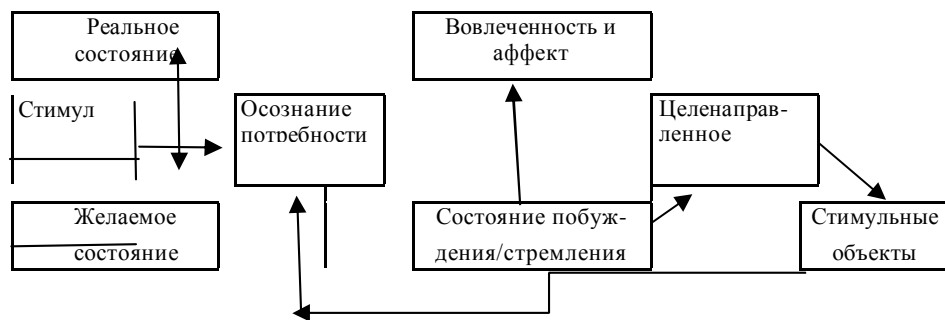 Реальное
состояние
Вовлеченность и
аффект
Стимул
Осознание
потребности
Целенаправ-
ленное
Желаемое
состояние
Состояние побуж-
дения/стремления
Стимульные
объекты